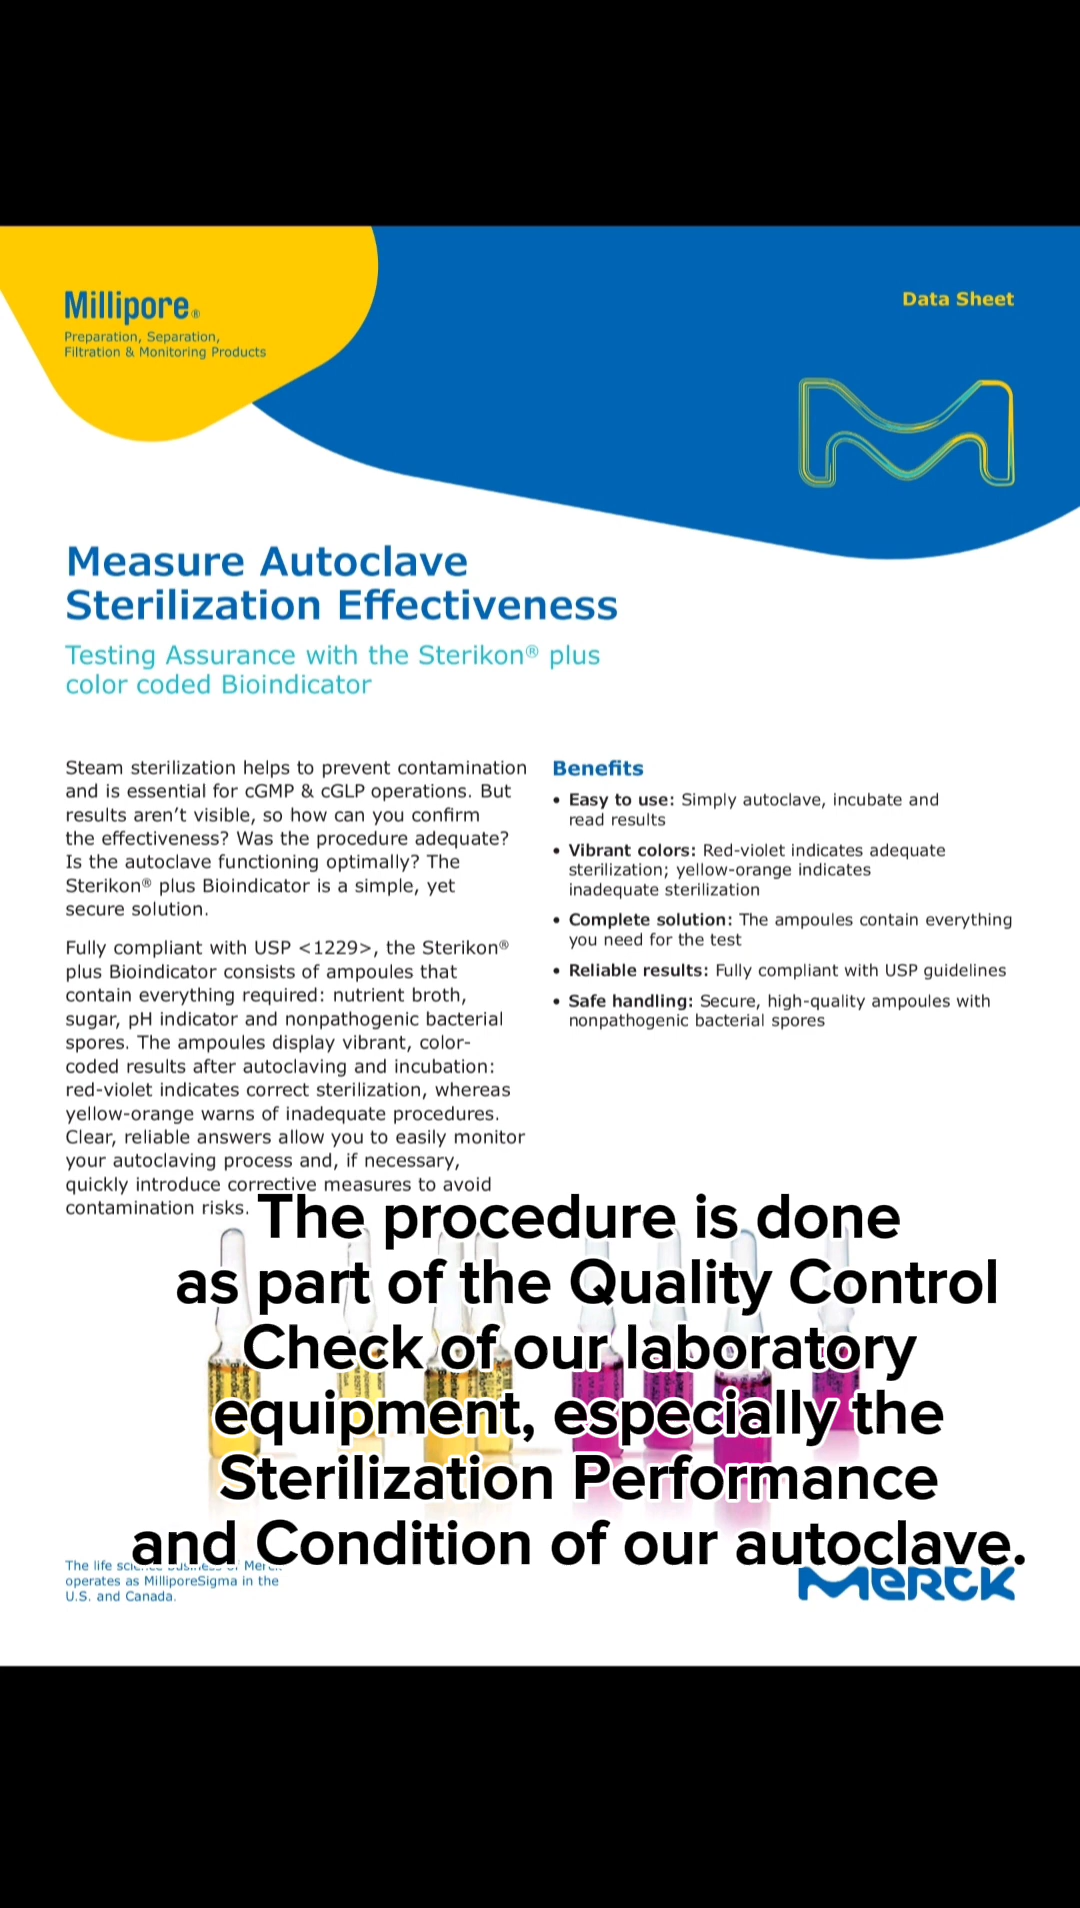 Millipore®
Preparation, Separation,
Filtration & Monitoring Products
Data Sheet
Measure Autoclave
Sterilization Effectiveness
Testing Assurance with the Sterikon® plus
color coded Bioindicator
Steam sterilization helps to prevent contamination
and is essential for cGMP & cGLP operations. But
results aren’t visible, so how can you confirm
the effectiveness? Was the procedure adequate?
Is the autoclave functioning optimally? The
Sterikon® plus Bioindicator is a simple, yet
secure solution.
Fully compliant with USP <1229>, the Sterikon®
plus Bioindicator consists of ampoules that
contain everything required: nutrient broth,
sugar, pH indicator and nonpathogenic bacterial
spores. The ampoules display vibrant, color-
coded results after autoclaving and incubation:
red-violet indicates correct sterilization, whereas
yellow-orange warns of inadequate procedures.
Clear, reliable answers allow you to easily monitor
your autoclaving process and, if necessary,
quickly introduce corrective measures to avoid
contamination risks.
Benefits
• Easy to use: Simply autoclave, incubate and
read results
• Vibrant colors: Red-violet indicates adequate
sterilization; yellow-orange indicates
inadequate sterilization
• Complete solution: The ampoules contain everything
you need for the test
• Reliable results: Fully compliant with USP guidelines
• Safe handling: Secure, high-quality ampoules with
nonpathogenic bacterial spores
The procedure is done
as part of the Quality Control
Check of our laboratory
equipment, especially the
Sterilization Performance
and Condition of our autoclave.
The life science business of Merck
operates as MilliporeSigma in the
U.S. and Canada.
MERCK